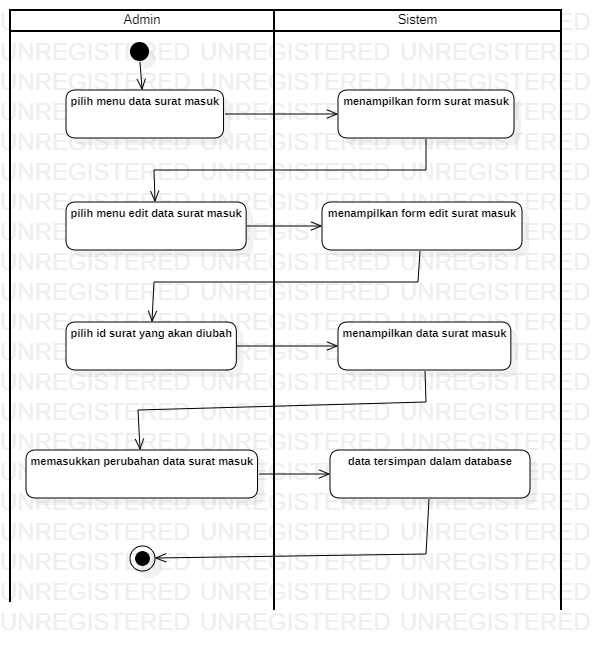 Admin
Sistem
pilih menu data surat masuk
menampilkan form surat masuk
pilih menu edit data surat masuk
menampilkan form edit surat masuk
pilih id surat yang akan diubah
menampilkan data surat masuk
memasukkan perubahan data surat masuk
data tersimpan dalam database
UNREGISTERED UNREGISTERED UNREGISTERED